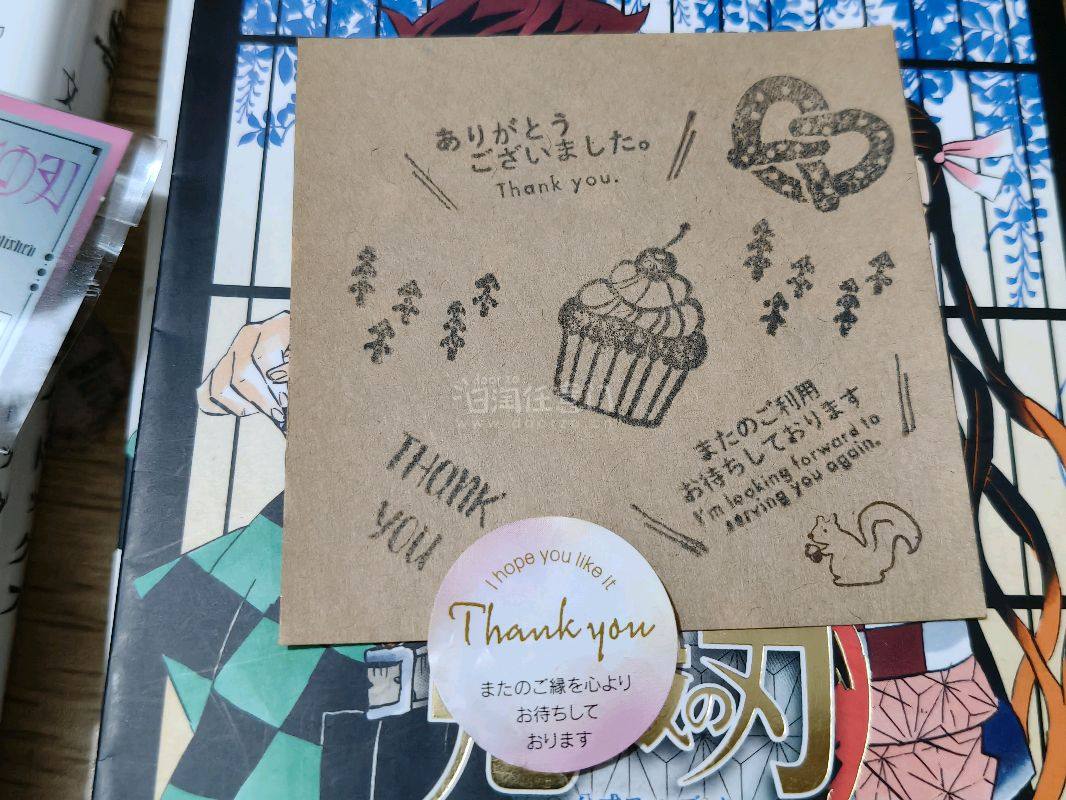 ありがとう
ございました。
Thank you.
またのご利用
お待ちしております
I'm looking forward to
serving you again.
THANK
YOU
I hope you like it
Thank you
またのご縁を心より
お待ちして
おります
の刃